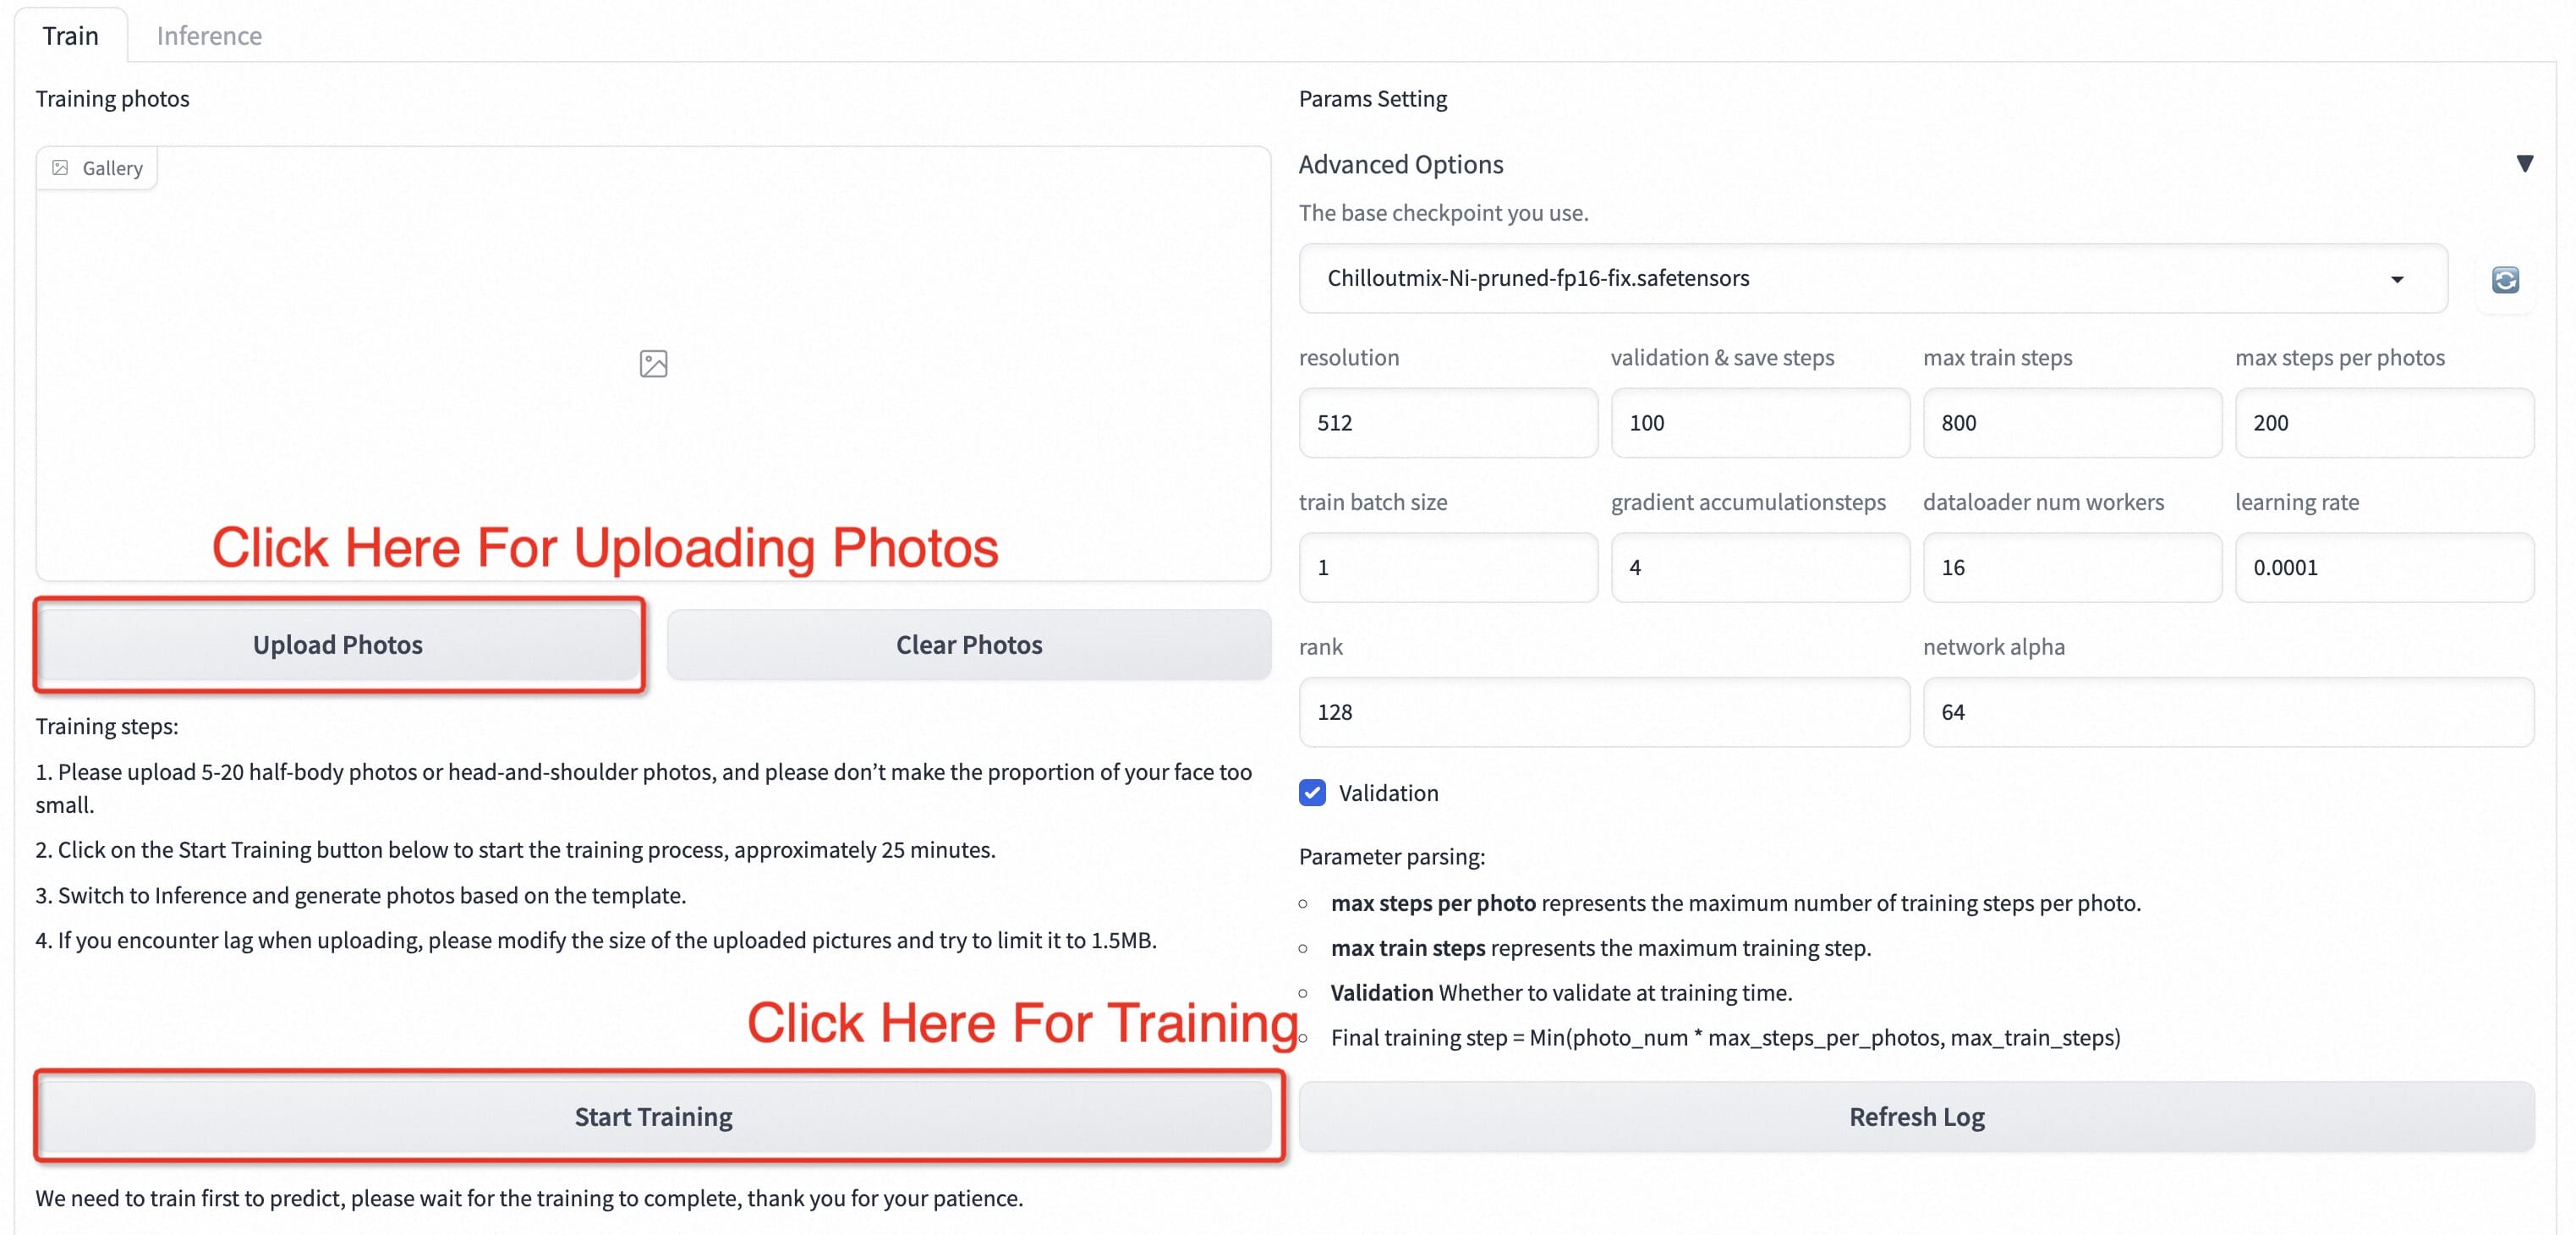 Train
Inference
Training photos
Gallery
Click Here For Uploading Photos
Upload Photos
Clear Photos
Training steps:
1. Please upload 5-20 half-body photos or head-and-shoulder photos, and please don’t make the proportion of your face too
small.
2. Click on the Start Training button below to start the training process, approximately 25 minutes.
3. Switch to Inference and generate photos based on the template.
4. If you encounter lag when uploading, please modify the size of the uploaded pictures and try to limit it to 1.5MB.
Click Here For Training
Start Training
We need to train first to predict, please wait for the training to complete, thank you for your patience.
Params Setting
Advanced Options
The base checkpoint you use.
Chilloutmix-Ni-pruned-fp16-fix.safetensors
resolution
validation & save steps
max train steps
max steps per photos
512
100
800
200
train batch size
gradient accumulationsteps
dataloader num workers
learning rate
1
4
16
0.0001
rank
network alpha
128
64
Validation
Parameter parsing:
max steps per photo represents the maximum number of training steps per photo.
max train steps represents the maximum training step.
Validation Whether to validate at training time.
Final training step = Min(photo_num * max_steps_per_photos, max_train_steps)
Refresh Log